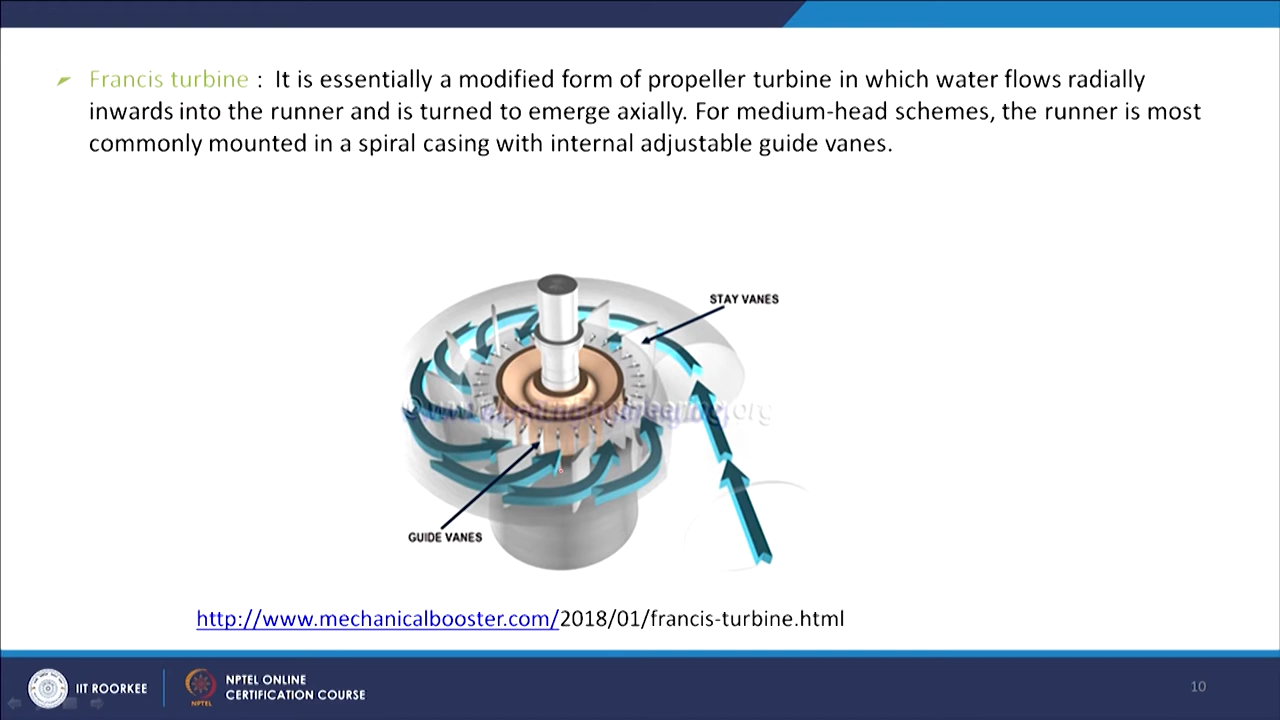 Francis turbine : It is essentially a modified form of propeller turbine in which water flows radially
inwards into the runner and is turned to emerge axially. For medium-head schemes, the runner is most
commonly mounted in a spiral casing with internal adjustable guide vanes.
STAY VANES
GUIDE VANES
http://www.mechanicalbooster.com/2018/01/francis-turbine.html
IIT ROORKEE
NPTEL
NPTEL ONLINE
CERTIFICATION COURSE
10